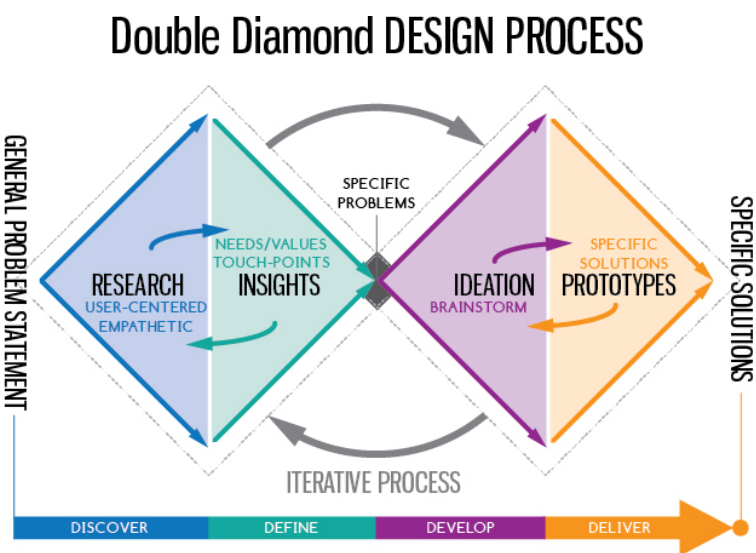 Double Diamond DESIGN PROCESS
GENERAL PROBLEM STATEMENT
SPECIFIC
PROBLEMS
RESEARCH
USER-CENTERED
EMPATHETIC
NEEDS/VALUES
TOUCH-POINTS
INSIGHTS
IDEATION
BRAINSTORM
SPECIFIC
SOLUTIONS
PROTOTYPES
SPECIFIC SOLUTIONS
ITERATIVE PROCESS
DISCOVER
DEFINE
DEVELOP
DELIVER